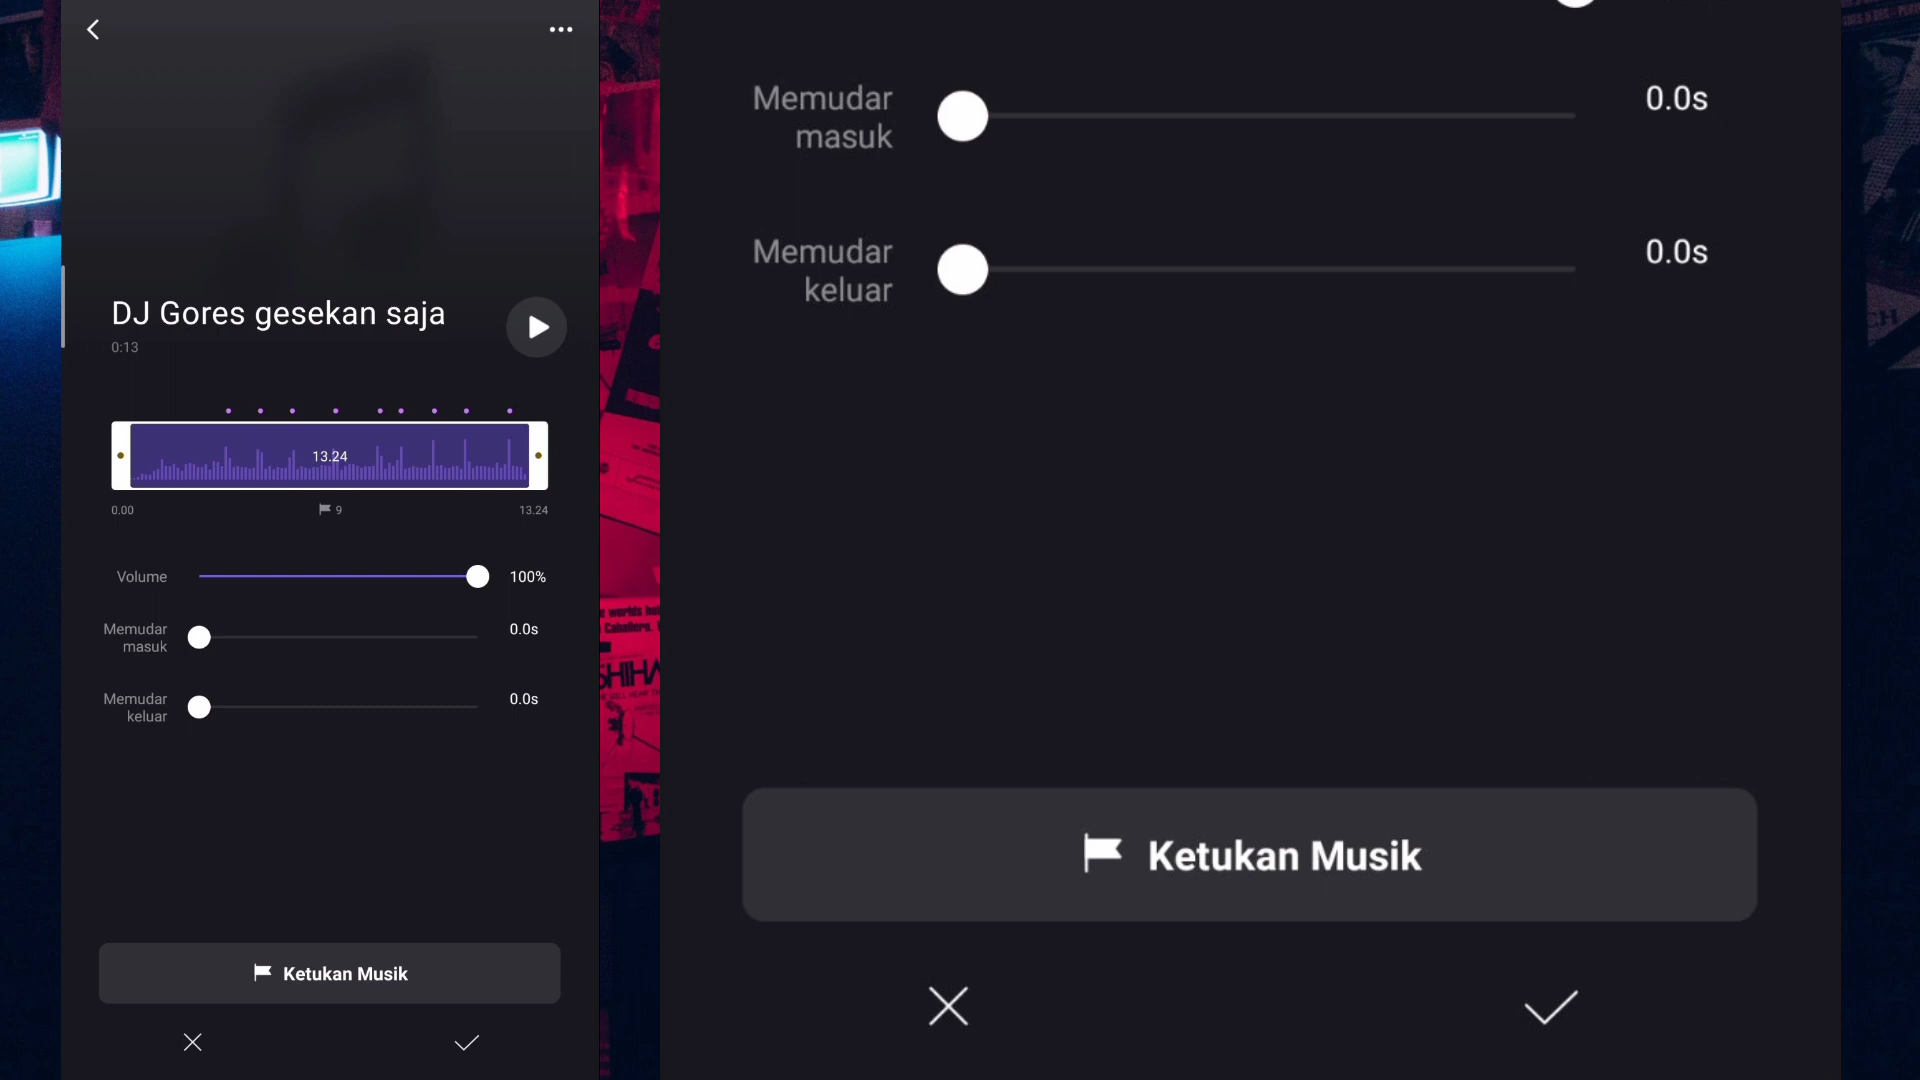 DJ Gores gesekan saja
0:13
13.24
0.00
9
13.24
Volume
100%
Memudar
masuk
0.0s
Memudar
keluar
0.0s
Ketukan Musik
Memudar
masuk
0.0s
Memudar
keluar
0.0s
Ketukan Musik